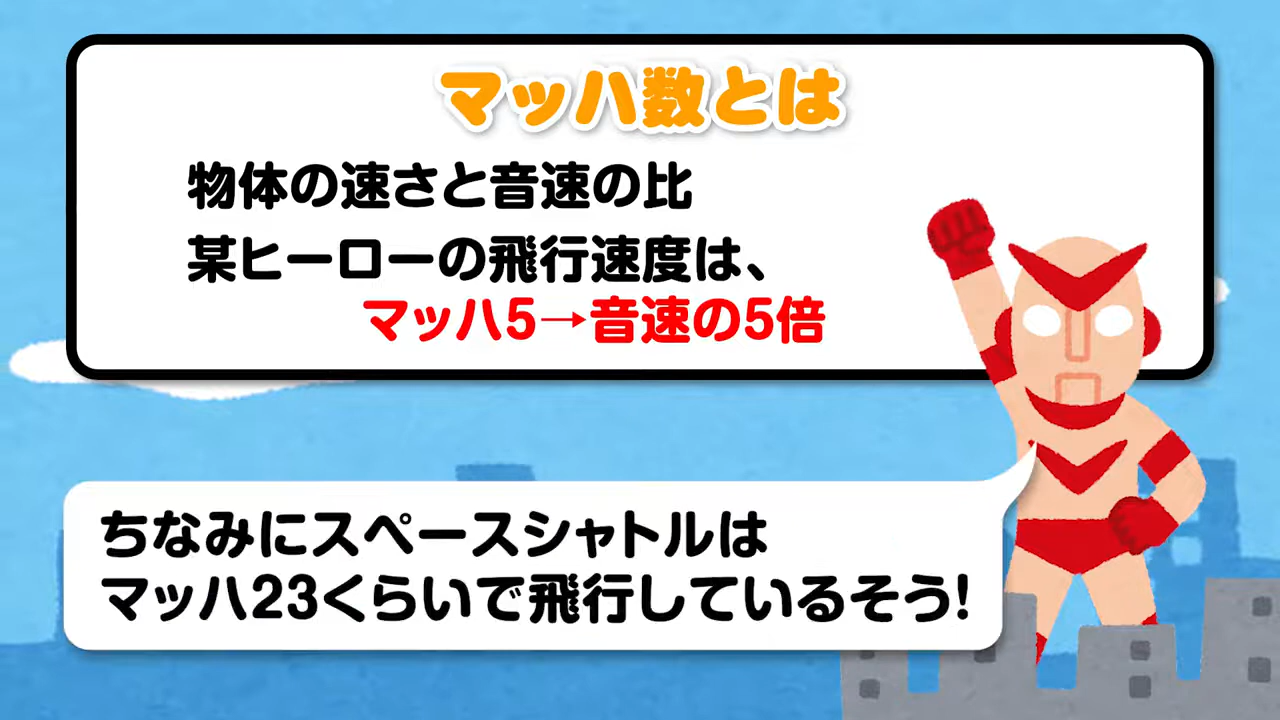 マッハ数とは
物体の速さと音速の比
某ヒーローの飛行速度は、
マッハ5→音速の5倍
ちなみにスペースシャトルは
マッハ23くらいで飛行しているそう!